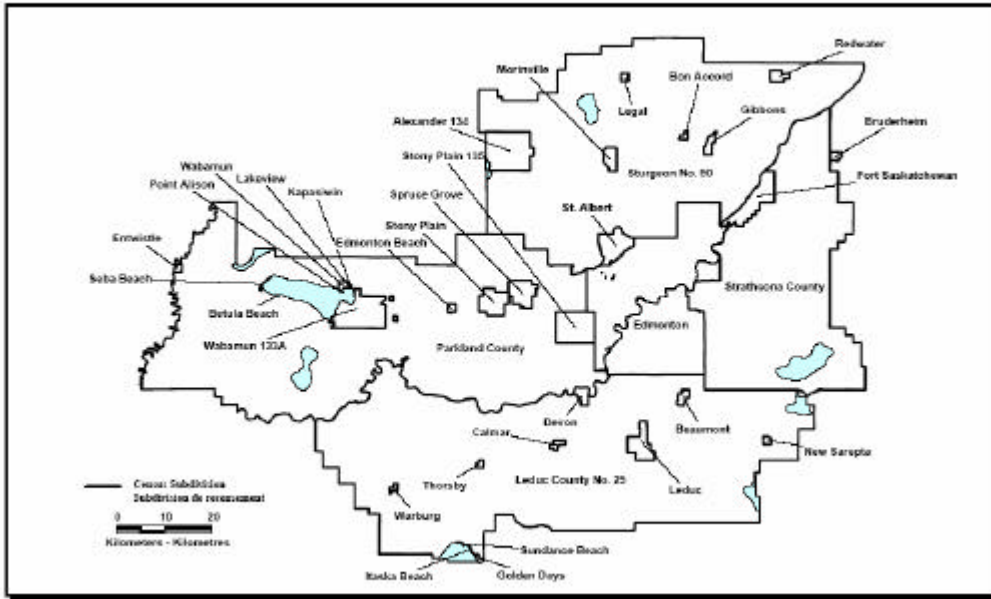 Redwater
Morinville
Bon Accord
Legal
Gibbons
Alexander 134
Bruderheim
Stony Plain 135
Sturgeon No. 90
Wabamun
Fort Saskatchewan
Lakeview
Point Alison
Kapasiwin
Spruce Grove
St. Albert
Stony Plain
Entwistle
Edmonton Beach
Seba Beach
Strathsona County
Betula Beach
Edmonton
Wabamun 133A
Parkland County
Devon
Beaumont
Calmar
New Sarepta
Thorsby
Leduc County No. 25
Leduc
Census Subdivision
Subdivision de recensement
Warburg
0 10 20
Kilometers - Kilometres
Sundance Beach
Itaska Beach
Golden Days